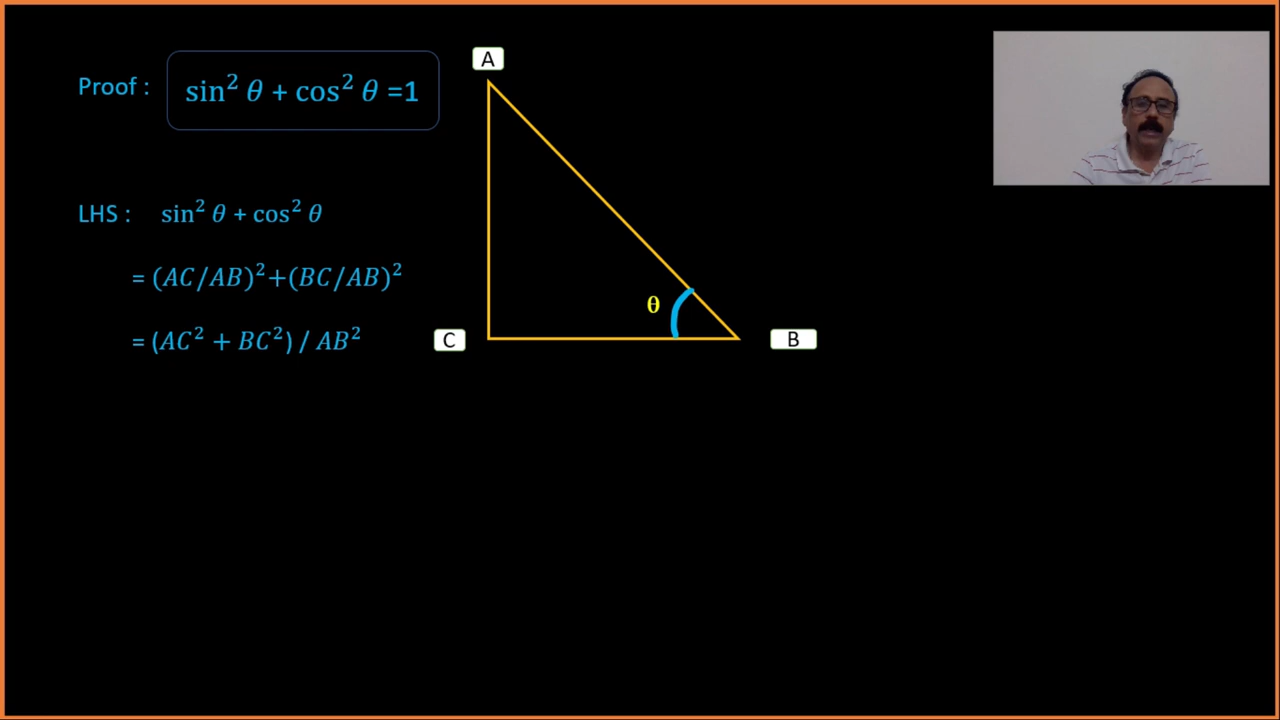 Proof : sin² θ + cos² θ =1
LHS : sin² θ + cos² θ
= (AC/AB)²+(BC/AB)²
= (AC² + BC²) / AB²
A
θ
C
B